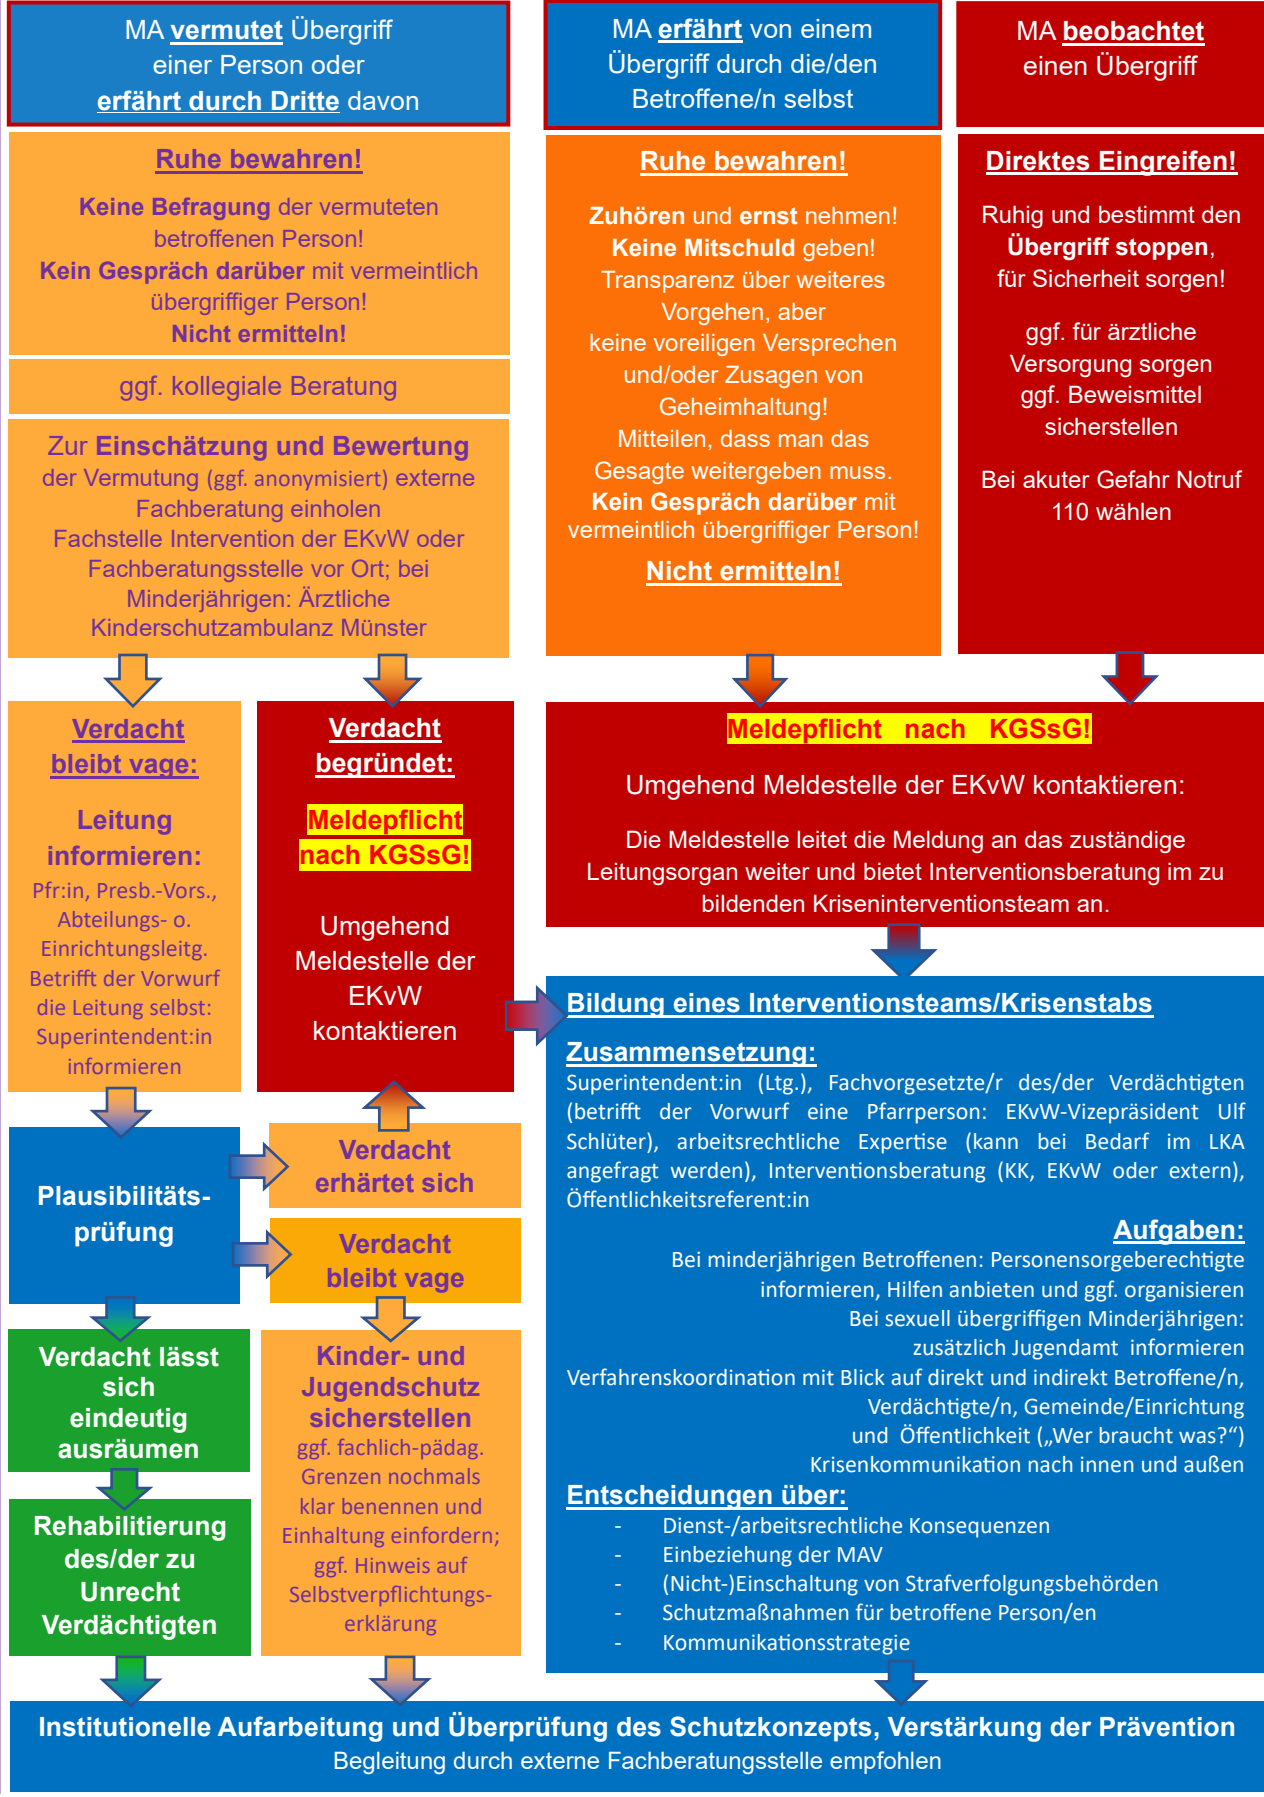 MA vermutet Übergriff
einer Person oder
erfährt durch Dritte davon
Ruhe bewahren!
Keine Befragung der vermuteten
betroffenen Person!
Kein Gespräch darüber mit vermeintlich
übergriffiger Person!
Nicht ermitteln!
ggf. kollegiale Beratung
Zur Einschätzung und Bewertung
der Vermutung (ggf. anonymisiert) externe
Fachberatung einholen
Fachstelle Intervention der EKvW oder
Fachberatungsstelle vor Ort; bei
Minderjährigen: Ärztliche
Kinderschutzambulanz Münster
MA erfährt von einem
Übergriff durch die/den
Betroffene/n selbst
Ruhe bewahren!
Zuhören und ernst nehmen!
Keine Mitschuld geben!
Transparenz über weiteres
Vorgehen, aber
keine voreiligen Versprechen
und/oder Zusagen von
Geheimhaltung!
Mitteilen, dass man das
Gesagte weitergeben muss.
Kein Gespräch darüber mit
vermeintlich übergriffiger Person!
Nicht ermitteln!
MA beobachtet
einen Übergriff
Direktes Eingreifen!
Ruhig und bestimmt den
Übergriff stoppen,
für Sicherheit sorgen!
ggf. für ärztliche
Versorgung sorgen
ggf. Beweismittel
sicherstellen
Bei akuter Gefahr Notruf
110 wählen
Verdacht
bleibt vage:
Leitung
informieren:
Pfr:in, Presb.-Vors.,
Abteilungs- o.
Einrichtungsleitg.
Betrifft der Vorwurf
die Leitung selbst:
Superintendent:in
informieren
Verdacht
begründet:
Meldepflicht
nach KGSsG!
Umgehend
Meldestelle der
EKvW
kontaktieren
Meldepflicht nach KGSsG!
Umgehend Meldestelle der EKvW kontaktieren:
Die Meldestelle leitet die Meldung an das zuständige
Leitungsorgan weiter und bietet Interventionsberatung im zu
bildenden Kriseninterventionsteam an.
Plausibilitäts-
prüfung
Verdacht
erhärtet sich
Verdacht
bleibt vage
Verdacht lässt
sich
eindeutig
ausräumen
Rehabilitierung
des/der zu
Unrecht
Verdächtigten
Kinder- und
Jugendschutz
sicherstellen
ggf. fachlich-pädag.
Grenzen nochmals
klar benennen und
Einhaltung einfordern;
ggf. Hinweis auf
Selbstverpflichtungs-
erklärung
Bildung eines Interventionsteams/Krisenstabs
Zusammensetzung:
Superintendent:in (Ltg.), Fachvorgesetzte/r des/der Verdächtigten
(betrifft der Vorwurf eine Pfarrperson: EKvW-Vizepräsident Ulf
Schlüter), arbeitsrechtliche Expertise (kann bei Bedarf im LKA
angefragt werden), Interventionsberatung (KK, EKvW oder extern),
Öffentlichkeitsreferent:in
Aufgaben:
Bei minderjährigen Betroffenen: Personensorgeberechtigte
informieren, Hilfen anbieten und ggf. organisieren
Bei sexuell übergriffigen Minderjährigen:
zusätzlich Jugendamt informieren
Verfahrenskoordination mit Blick auf direkt und indirekt Betroffene/n,
Verdächtigte/n, Gemeinde/Einrichtung
und Öffentlichkeit („Wer braucht was?“)
Krisenkommunikation nach innen und außen
Entscheidungen über:
- Dienst-/arbeitsrechtliche Konsequenzen
- Einbeziehung der MAV
- (Nicht-)Einschaltung von Strafverfolgungsbehörden
- Schutzmaßnahmen für betroffene Person/en
- Kommunikationsstrategie
Institutionelle Aufarbeitung und Überprüfung des Schutzkonzepts, Verstärkung der Prävention
Begleitung durch externe Fachberatungsstelle empfohlen